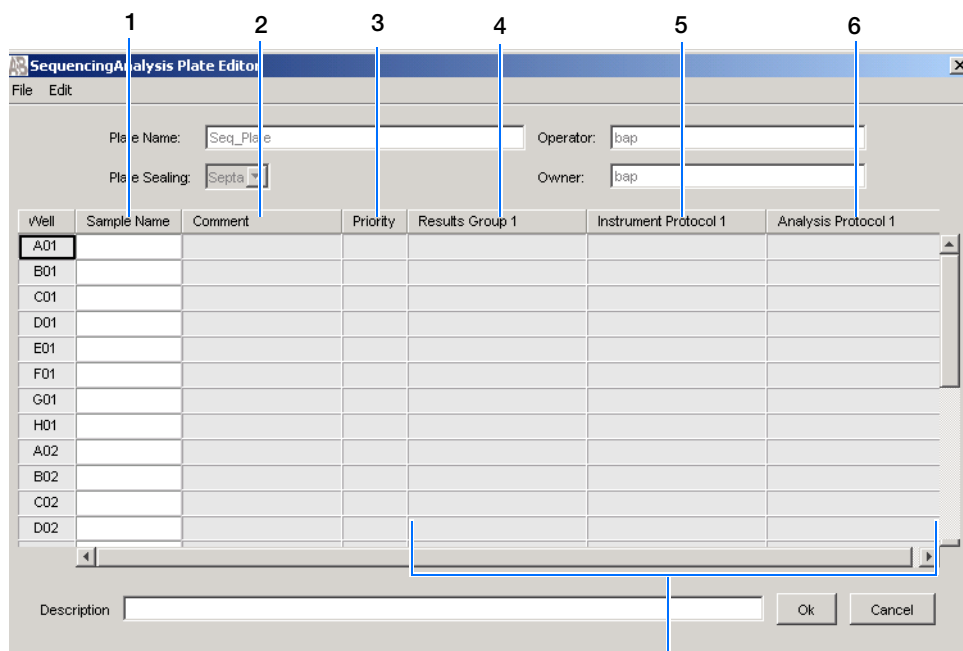 1 2 3 4 5 6
SequencingAnalysis Plate Editor
File Edit
Plate Name: Seq_Plate Operator: bap
Plate Sealing: Septa Owner: bap
Well Sample Name Comment Priority Results Group 1 Instrument Protocol 1 Analysis Protocol 1
A01
B01
C01
D01
E01
F01
G01
H01
A02
B02
C02
D02
Description Ok Cancel